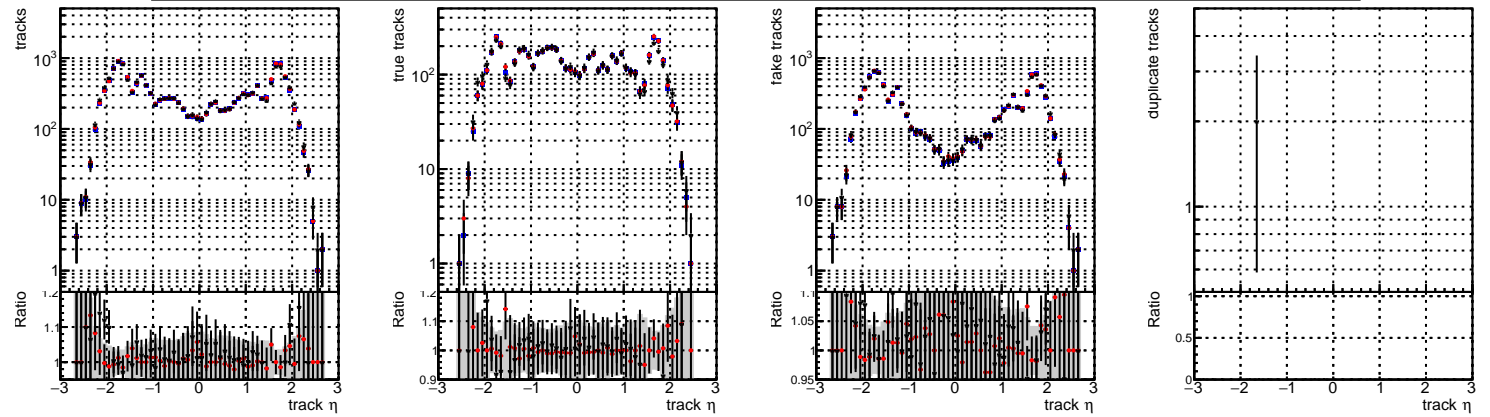 tracks
10³
10²
10
1
Ratio
1.2
1.1
1
−3 −2 −1 0 1 2 3
track η
true tracks
10²
10
1
Ratio
1.2
1.1
1
0.9
−3 −2 −1 0 1 2 3
track η
fake tracks
10³
10²
10
1
Ratio
1.1
1.05
1
0.95
−3 −2 −1 0 1 2 3
track η
duplicate tracks
1
Ratio
1
0.5
0
−3 −2 −1 0 1 2 3
track η